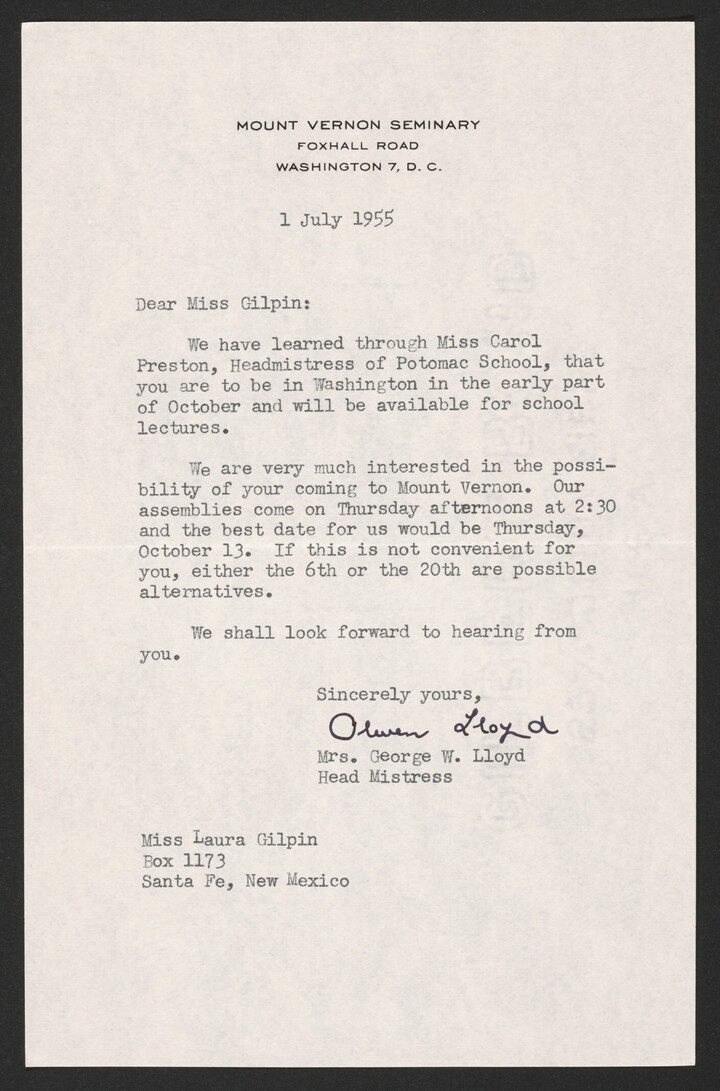 MOUNT VERNON SEMINARY
FOXHALL ROAD
WASHINGTON 7, D. C.
1 July 1955
Dear Miss Gilpin:
We have learned through Miss Carol
Preston, Headmistress of Potomac School, that
you are to be in Washington in the early part
of October and will be available for school
lectures.
We are very much interested in the possi-
bility of your coming to Mount Vernon. Our
assemblies come on Thursday afternoons at 2:30
and the best date for us would be Thursday,
October 13. If this is not convenient for
you, either the 6th or the 20th are possible
alternatives.
We shall look forward to hearing from
you.
Sincerely yours,
Olwen Lloyd
Mrs. George W. Lloyd
Head Mistress
Miss Laura Gilpin
Box 1173
Santa Fe, New Mexico